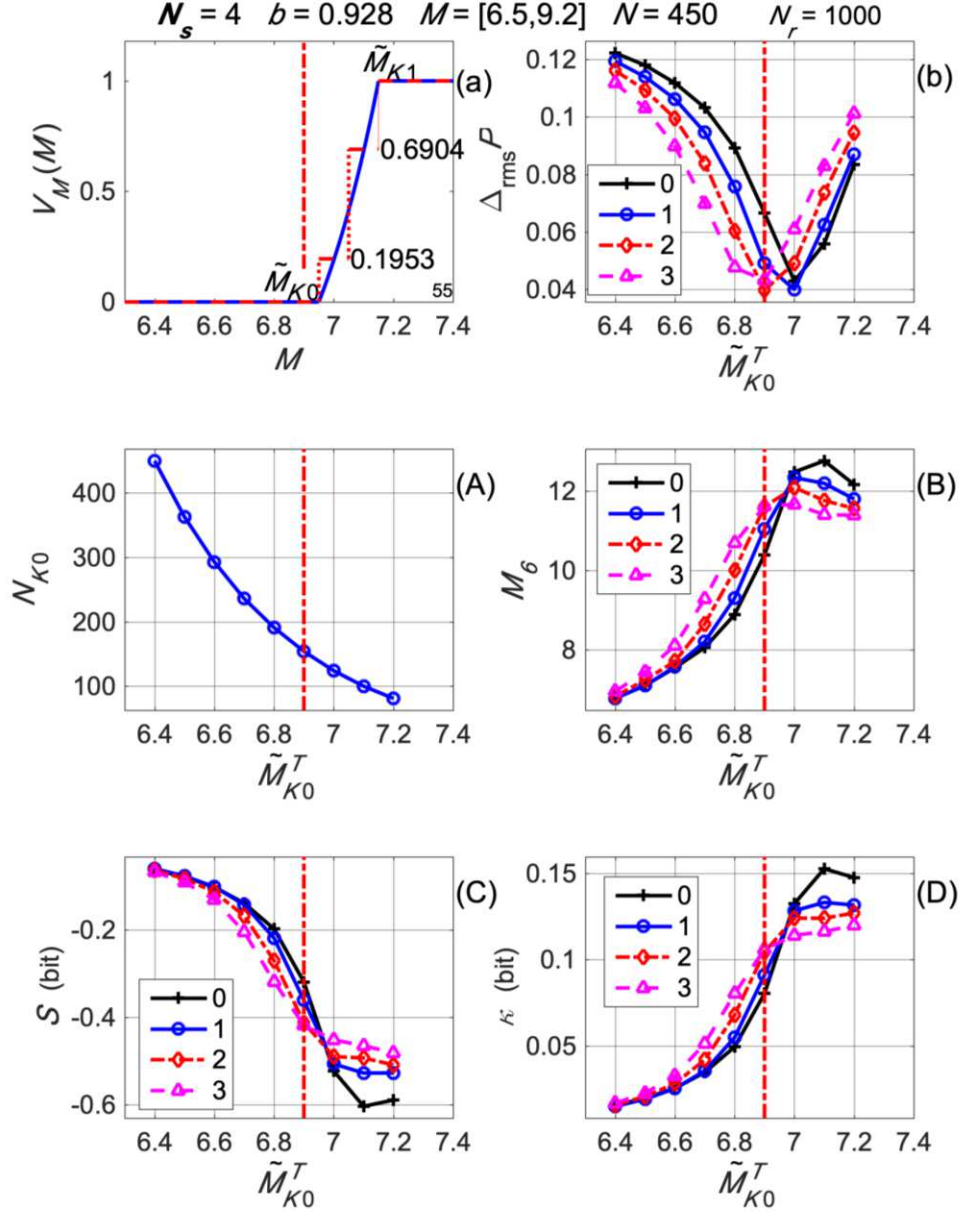 N_s = 4 b = 0.928 M = [6.5,9.2] N = 450 N_r = 1000
(a)
V_M(M)
1
0.5
0
M̃_K1
0.6904
0.1953
M̃_K0
55
6.4 6.6 6.8 7 7.2 7.4
M
(b)
Δ_rms P
0.12
0.1
0.08
0.06
0.04
0
1
2
3
6.4 6.6 6.8 7 7.2 7.4
M̃^T_K0
(A)
N_K0
400
300
200
100
6.4 6.6 6.8 7 7.2 7.4
M̃^T_K0
(B)
M_6
12
10
8
0
1
2
3
6.4 6.6 6.8 7 7.2 7.4
M̃^T_K0
(C)
S (bit)
-0.2
-0.4
-0.6
0
1
2
3
6.4 6.6 6.8 7 7.2 7.4
M̃^T_K0
(D)
κ (bit)
0.15
0.1
0.05
0
1
2
3
6.4 6.6 6.8 7 7.2 7.4
M̃^T_K0